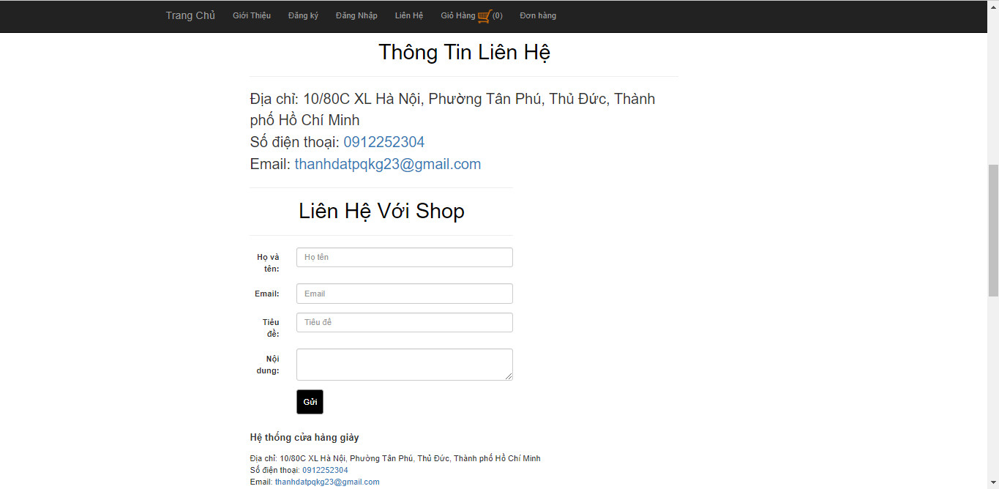 Trang Chủ Giới Thiệu Đăng ký Đăng Nhập Liên Hệ Giỏ Hàng (0) Đơn hàng
Thông Tin Liên Hệ
Địa chỉ: 10/80C XL Hà Nội, Phường Tân Phú, Thủ Đức, Thành
phố Hồ Chí Minh
Số điện thoại: 0912252304
Email: thanhdatpqkg23@gmail.com
Liên Hệ Với Shop
Họ và
tên:
Họ tên
Email:
Email
Tiêu
đề:
Tiêu đề
Nội
dung:
Gửi
Hệ thống cửa hàng giày
Địa chỉ: 10/80C XL Hà Nội, Phường Tân Phú, Thủ Đức, Thành phố Hồ Chí Minh
Số điện thoại: 0912252304
Email: thanhdatpqkg23@gmail.com